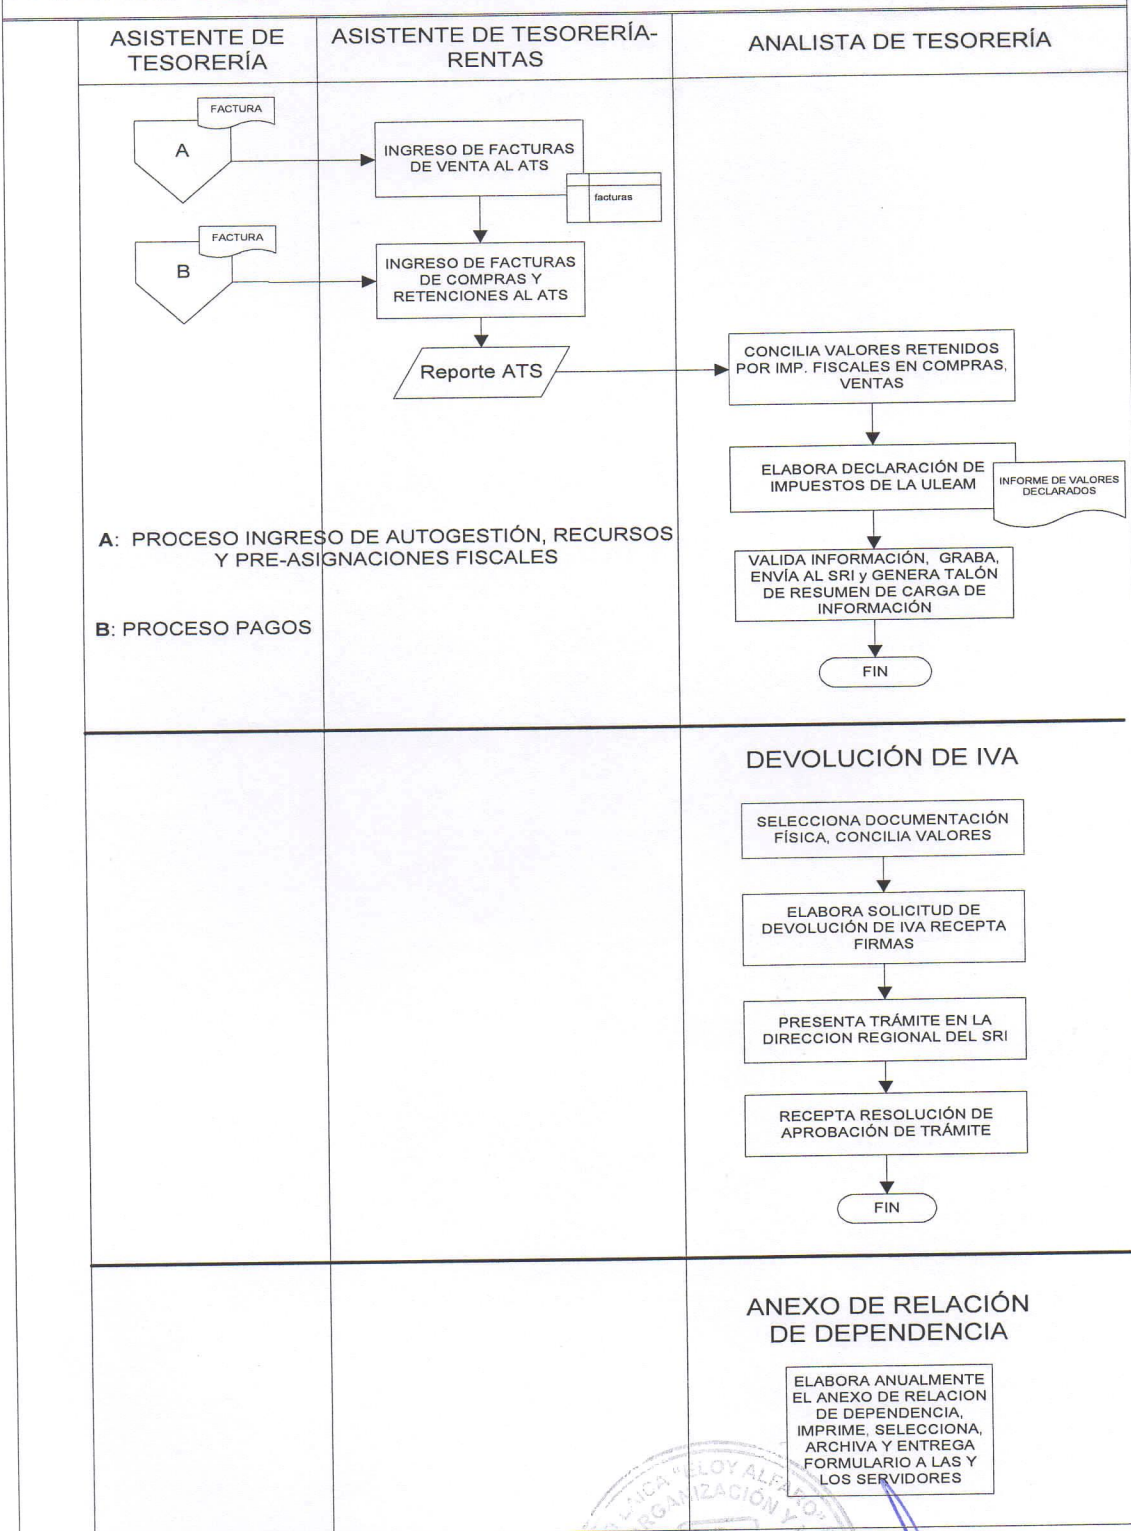 ASISTENTE DE
TESORERÍA
ASISTENTE DE TESORERÍA-
RENTAS
ANALISTA DE TESORERÍA
FACTURA
A
INGRESO DE FACTURAS
DE VENTA AL ATS
facturas
FACTURA
B
INGRESO DE FACTURAS
DE COMPRAS Y
RETENCIONES AL ATS
Reporte ATS
CONCILIA VALORES RETENIDOS
POR IMP. FISCALES EN COMPRAS,
VENTAS
ELABORA DECLARACIÓN DE
IMPUESTOS DE LA ULEAM
INFORME DE VALORES
DECLARADOS
VALIDA INFORMACIÓN, GRABA,
ENVÍA AL SRI y GENERA TALÓN
DE RESUMEN DE CARGA DE
INFORMACIÓN
FIN
A: PROCESO INGRESO DE AUTOGESTIÓN, RECURSOS
Y PRE-ASIGNACIONES FISCALES
B: PROCESO PAGOS
DEVOLUCIÓN DE IVA
SELECCIONA DOCUMENTACIÓN
FÍSICA, CONCILIA VALORES
ELABORA SOLICITUD DE
DEVOLUCIÓN DE IVA RECEPTA
FIRMAS
PRESENTA TRÁMITE EN LA
DIRECCION REGIONAL DEL SRI
RECEPTA RESOLUCIÓN DE
APROBACIÓN DE TRÁMITE
FIN
ANEXO DE RELACIÓN
DE DEPENDENCIA
ELABORA ANUALMENTE
EL ANEXO DE RELACION
DE DEPENDENCIA,
IMPRIME, SELECCIONA,
ARCHIVA Y ENTREGA
FORMULARIO A LAS Y
LOS SERVIDORES
LAICA "ELOY ALFARO"
ORGANIZACIÓN Y